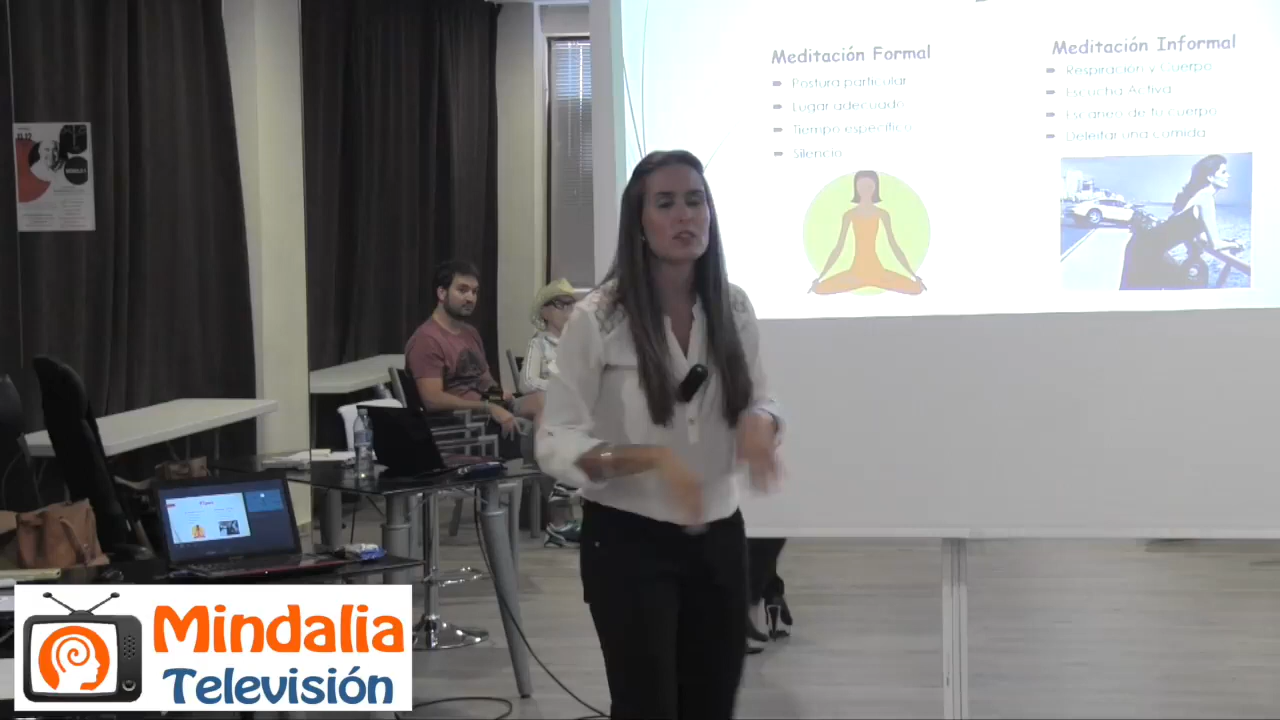 Meditación Formal
Postura particular
Lugar adecuado
Tiempo específico
Silencio
Meditación Informal
Respiración y Cuerpo
Escucha Activa
Escaneo de tu cuerpo
Deleitar una comida
Mindalia
Televisión